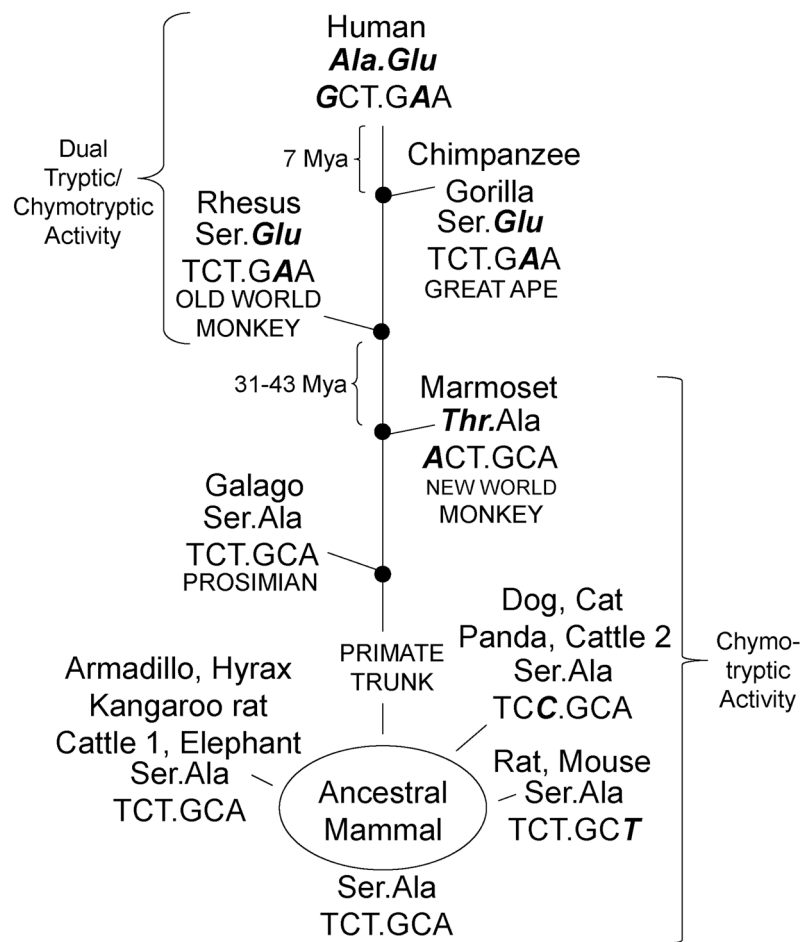 Human
Ala.Glu
GCT.GAA
Dual
Tryptic/
Chymotryptic
Activity
7 Mya
Chimpanzee
Gorilla
Ser.Glu
TCT.GAA
GREAT APE
Rhesus
Ser.Glu
TCT.GAA
OLD WORLD
MONKEY
31-43 Mya
Marmoset
Thr.Ala
ACT.GCA
NEW WORLD
MONKEY
Galago
Ser.Ala
TCT.GCA
PROSIMIAN
PRIMATE
TRUNK
Dog, Cat
Panda, Cattle 2
Ser.Ala
TCC.GCA
Chymo-
tryptic
Activity
Armadillo, Hyrax
Kangaroo rat
Cattle 1, Elephant
Ser.Ala
TCT.GCA
Rat, Mouse
Ser.Ala
TCT.GCT
Ancestral
Mammal
Ser.Ala
TCT.GCA